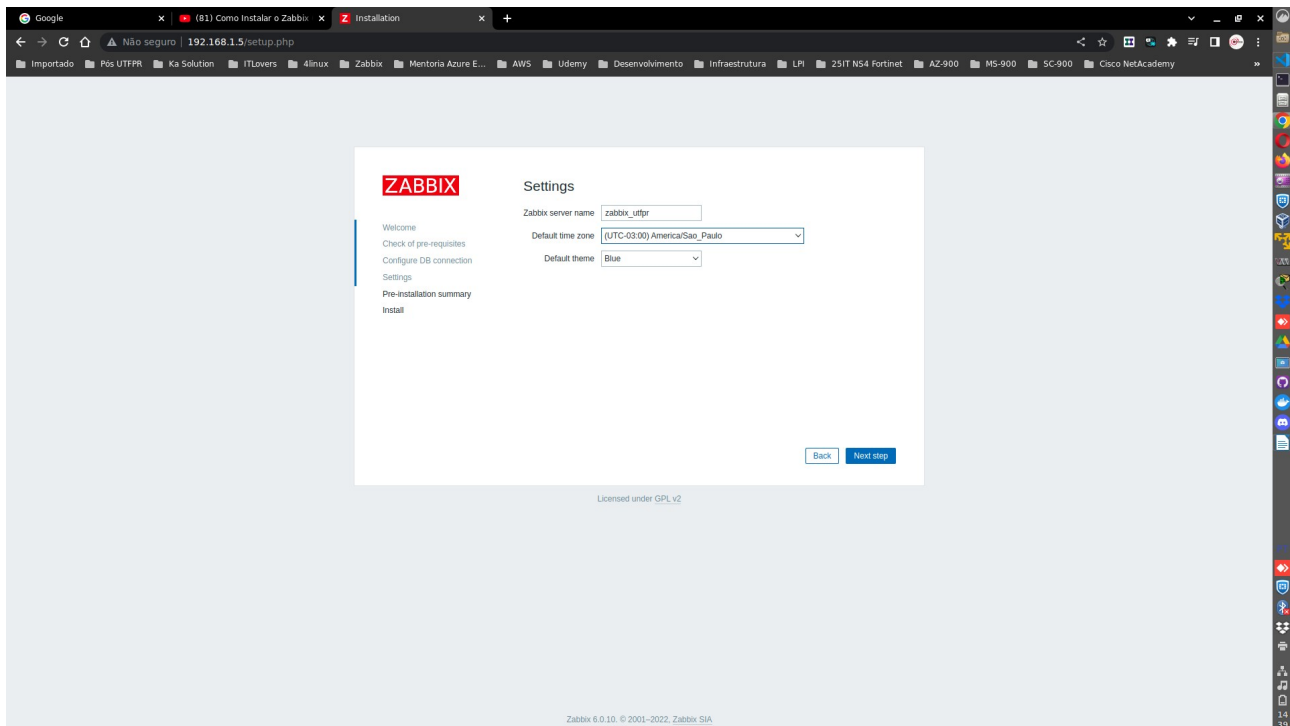 Google
(81) Como Instalar o Zabbix
Z Installation
Não seguro | 192.168.1.5/setup.php
Importado Pós UTFPR Ka Solution ITLovers 4linux Zabbix Mentoria Azure E... AWS Udemy Desenvolvimento Infraestrutura LPI 25IT NS4 Fortinet AZ-900 MS-900 SC-900 Cisco NetAcademy »
ZABBIX
Welcome
Check of pre-requisites
Configure DB connection
Settings
Pre-installation summary
Install
Settings
Zabbix server name zabbix_utfpr
Default time zone (UTC-03:00) America/Sao_Paulo
Default theme Blue
Back Next step
Licensed under GPL v2
Zabbix 6.0.10. © 2001–2022, Zabbix SIA
14
39